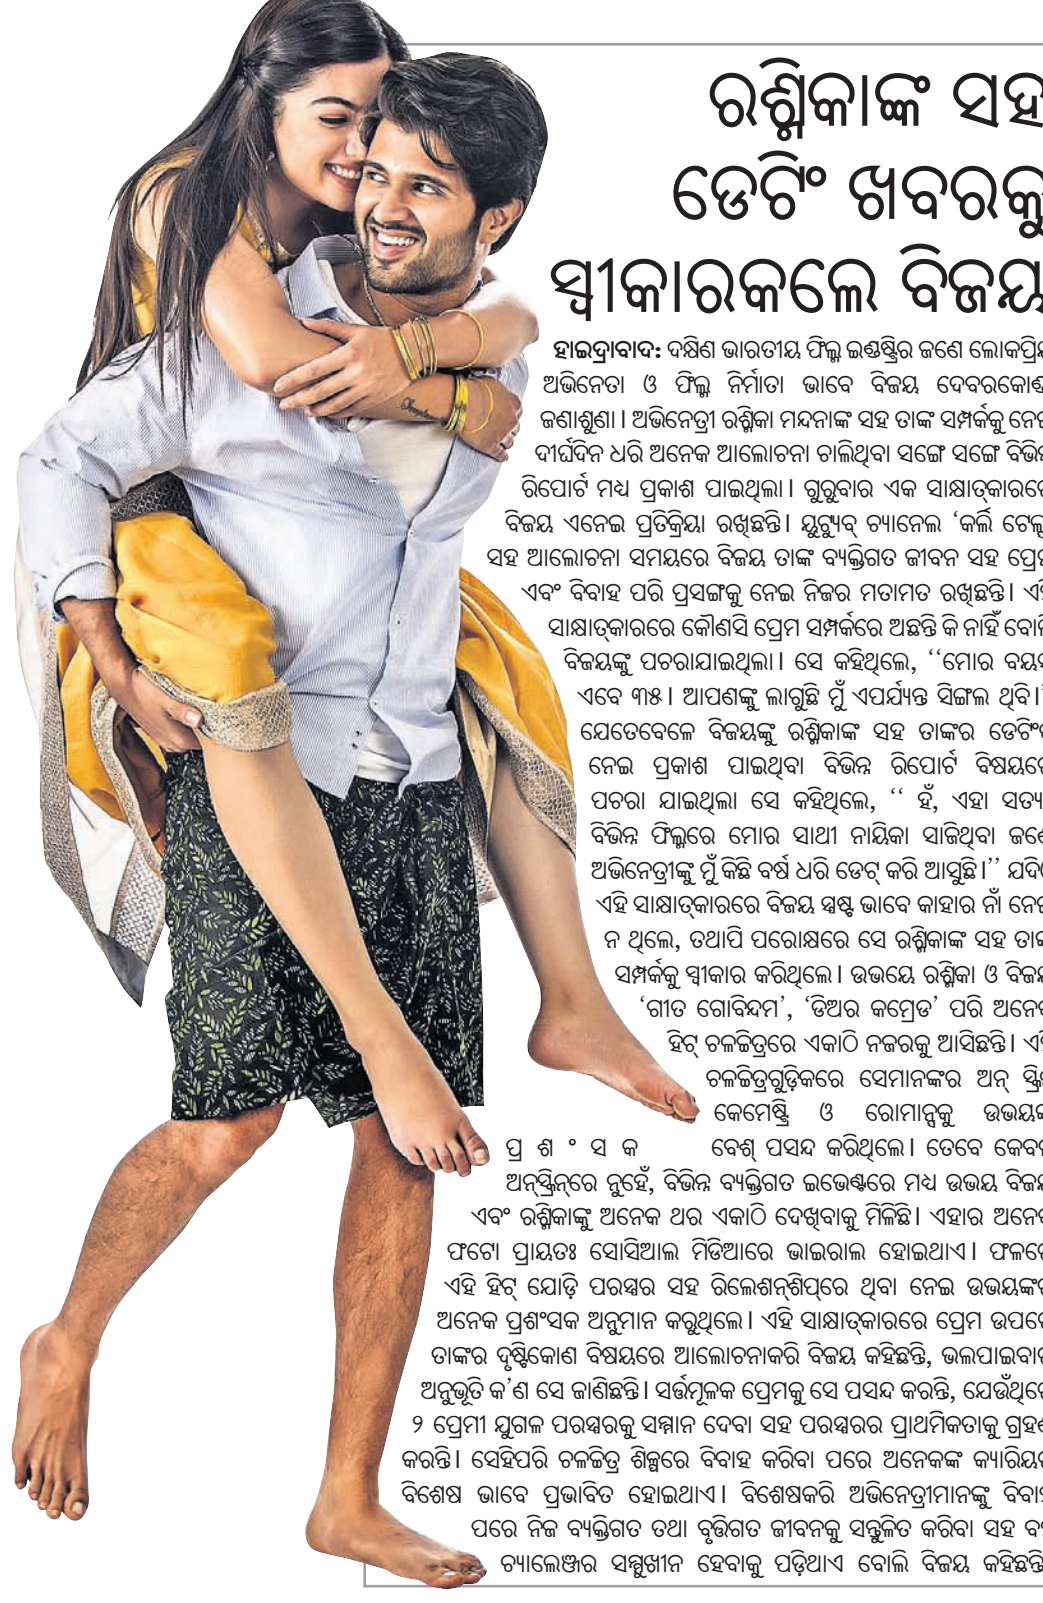 ରଶ୍ମିକାଙ୍କ ସହ
ଡେଟିଂ ଖବରକୁ
ସ୍ୱୀକାରକଲେ ବିଜୟ
ହାଇଦ୍ରାବାଦ: ଦକ୍ଷିଣ ଭାରତୀୟ ଫିଲ୍ମ ଇଣ୍ଡଷ୍ଟ୍ରିର ଜଣେ ଲୋକପ୍ରିୟ
ଅଭିନେତା ଓ ଫିଲ୍ମ ନିର୍ମାତା ଭାବେ ବିଜୟ ଦେବରକୋଣ୍ଡା
ଜଣାଶୁଣା। ଅଭିନେତ୍ରୀ ରଶ୍ମିକା ମନ୍ଦନାଙ୍କ ସହ ତାଙ୍କ ସମ୍ପର୍କକୁ ନେଇ
ଦୀର୍ଘଦିନ ଧରି ଅନେକ ଆଲୋଚନା ଚାଲିଥିବା ସଙ୍ଗେ ସଙ୍ଗେ ବିଭିନ୍ନ
ରିପୋର୍ଟ ମଧ୍ୟ ପ୍ରକାଶ ପାଇଥିଲା। ଗୁରୁବାର ଏକ ସାକ୍ଷାତ୍‌କାରରେ
ବିଜୟ ଏନେଇ ପ୍ରତିକ୍ରିୟା ରଖିଛନ୍ତି। ୟୁଟ୍ୟୁବ୍ ଚ୍ୟାନେଲ ‘କର୍ଲି ଟେଲ୍ସ
ସହ ଆଲୋଚନା ସମୟରେ ବିଜୟ ତାଙ୍କ ବ୍ୟକ୍ତିଗତ ଜୀବନ ସହ ପ୍ରେମ
ଏବଂ ବିବାହ ପରି ପ୍ରସଙ୍ଗକୁ ନେଇ ନିଜର ମତାମତ ରଖିଛନ୍ତି। ଏହି
ସାକ୍ଷାତ୍‌କାରରେ କୌଣସି ପ୍ରେମ ସମ୍ପର୍କରେ ଅଛନ୍ତି କି ନାହିଁ ବୋଲି
ବିଜୟଙ୍କୁ ପଚରାଯାଇଥିଲା। ସେ କହିଥିଲେ, ‘‘ମୋର ବୟସ
ଏବେ ୩୫। ଆପଣଙ୍କୁ ଲାଗୁଛି ମୁଁ ଏପର୍ଯ୍ୟନ୍ତ ସିଙ୍ଗଲ ଥିବି।’
ଯେତେବେଳେ ବିଜୟଙ୍କୁ ରଶ୍ମିକାଙ୍କ ସହ ତାଙ୍କର ଡେଟିଂକୁ
ନେଇ ପ୍ରକାଶ ପାଇଥିବା ବିଭିନ୍ନ ରିପୋର୍ଟ ବିଷୟରେ
ପଚରା ଯାଇଥିଲା ସେ କହିଥିଲେ, ‘‘ ହଁ, ଏହା ସତ୍ୟ
ବିଭିନ୍ନ ଫିଲ୍ମରେ ମୋର ସାଥୀ ନାୟିକା ସାଜିଥିବା ଜଣେ
ଅଭିନେତ୍ରୀଙ୍କୁ ମୁଁ କିଛି ବର୍ଷ ଧରି ଡେଟ୍ କରି ଆସୁଛି।’’ ଯଦିଓ
ଏହି ସାକ୍ଷାତ୍‌କାରରେ ବିଜୟ ସ୍ପଷ୍ଟ ଭାବେ କାହାର ନାଁ ନେଇ
ନ ଥିଲେ, ତଥାପି ପରୋକ୍ଷରେ ସେ ରଶ୍ମିକାଙ୍କ ସହ ତାଙ୍କ
ସମ୍ପର୍କକୁ ସ୍ୱୀକାର କରିଥିଲେ। ଉଭୟେ ରଶ୍ମିକା ଓ ବିଜୟ
‘ଗୀତ ଗୋବିନ୍ଦମ’, ‘ଡିଅର କମ୍ରେଡ’ ପରି ଅନେକ
ହିଟ୍ ଚଳଚ୍ଚିତ୍ରରେ ଏକାଠି ନଜରକୁ ଆସିଛନ୍ତି। ଏହି
ଚଳଚ୍ଚିତ୍ରଗୁଡ଼ିକରେ ସେମାନଙ୍କର ଅନ୍ ସ୍କ୍ରିନ
କେମେଷ୍ଟ୍ରି ଓ ରୋମାନ୍ସକୁ ଉଭୟଙ୍କ
ପ୍ରଶଂସକ ବେଶ୍ ପସନ୍ଦ କରିଥିଲେ। ତେବେ କେବଳ
ଅନ୍‌ସ୍କ୍ରିନ୍‌ରେ ନୁହେଁ, ବିଭିନ୍ନ ବ୍ୟକ୍ତିଗତ ଇଭେଣ୍ଟରେ ମଧ୍ୟ ଉଭୟ ବିଜୟ
ଏବଂ ରଶ୍ମିକାଙ୍କୁ ଅନେକ ଥର ଏକାଠି ଦେଖିବାକୁ ମିଳିଛି। ଏହାର ଅନେକ
ଫଟୋ ପ୍ରାୟତଃ ସୋସିଆଲ ମିଡିଆରେ ଭାଇରାଲ ହୋଇଥାଏ। ଫଳରେ
ଏହି ହିଟ୍ ଯୋଡ଼ି ପରସ୍ପର ସହ ରିଲେଶନ୍‌ଶିପ୍‌ରେ ଥିବା ନେଇ ଉଭୟଙ୍କର
ଅନେକ ପ୍ରଶଂସକ ଅନୁମାନ କରୁଥିଲେ। ଏହି ସାକ୍ଷାତ୍‌କାରରେ ପ୍ରେମ ଉପରେ
ତାଙ୍କର ଦୃଷ୍ଟିକୋଣ ବିଷୟରେ ଆଲୋଚନାକରି ବିଜୟ କହିଛନ୍ତି, ଭଲପାଇବାର
ଅନୁଭୂତି କ’ଣ ସେ ଜାଣିଛନ୍ତି। ସର୍ତ୍ତମୂଳକ ପ୍ରେମକୁ ସେ ପସନ୍ଦ କରନ୍ତି, ଯେଉଁଥିରେ
୨ ପ୍ରେମୀ ଯୁଗଳ ପରସ୍ପରକୁ ସମ୍ମାନ ଦେବା ସହ ପରସ୍ପରର ପ୍ରାଥମିକତାକୁ ଗ୍ରହଣ
କରନ୍ତି। ସେହିପରି ଚଳଚ୍ଚିତ୍ର ଶିଳ୍ପରେ ବିବାହ କରିବା ପରେ ଅନେକଙ୍କ କ୍ୟାରିୟର
ବିଶେଷ ଭାବେ ପ୍ରଭାବିତ ହୋଇଥାଏ। ବିଶେଷକରି ଅଭିନେତ୍ରୀମାନଙ୍କୁ ବିବାହ
ପରେ ନିଜ ବ୍ୟକ୍ତିଗତ ତଥା ବୃତ୍ତିଗତ ଜୀବନକୁ ସନ୍ତୁଳିତ କରିବା ସହ ବହୁ
ଚ୍ୟାଲେଞ୍ଜର ସମ୍ମୁଖୀନ ହେବାକୁ ପଡ଼ିଥାଏ ବୋଲି ବିଜୟ କହିଛନ୍ତି